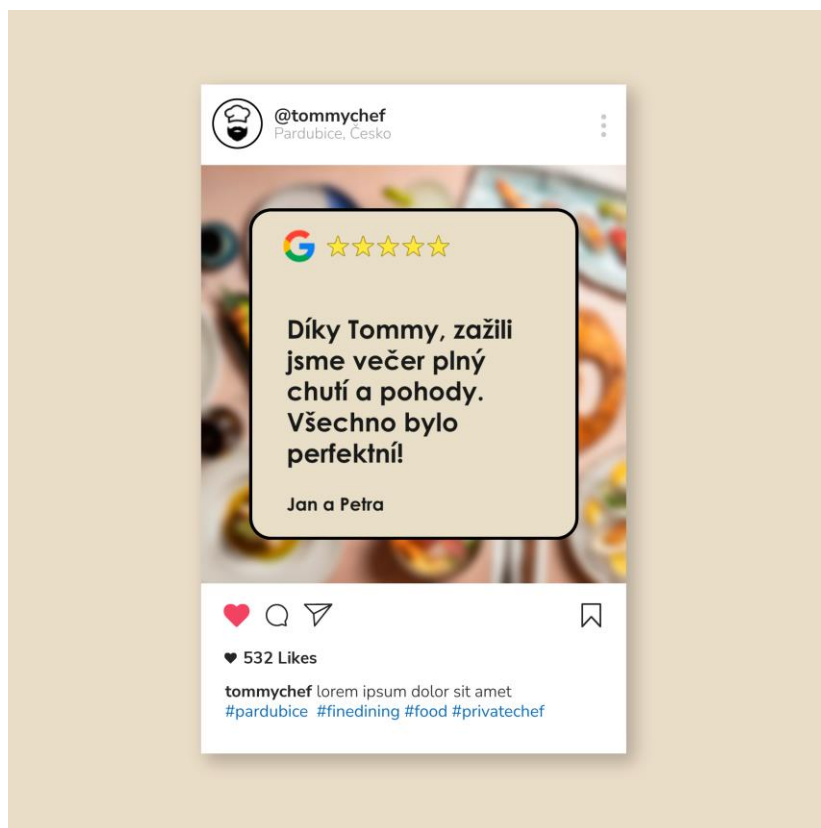 @tommychef
Pardubice, Česko
Díky Tommy, zažili
jsme večer plný
chutí a pohody.
Všechno bylo
perfektní!
Jan a Petra
532 Likes
tommychef lorem ipsum dolor sit amet
#pardubice #finedining #food #privatechef